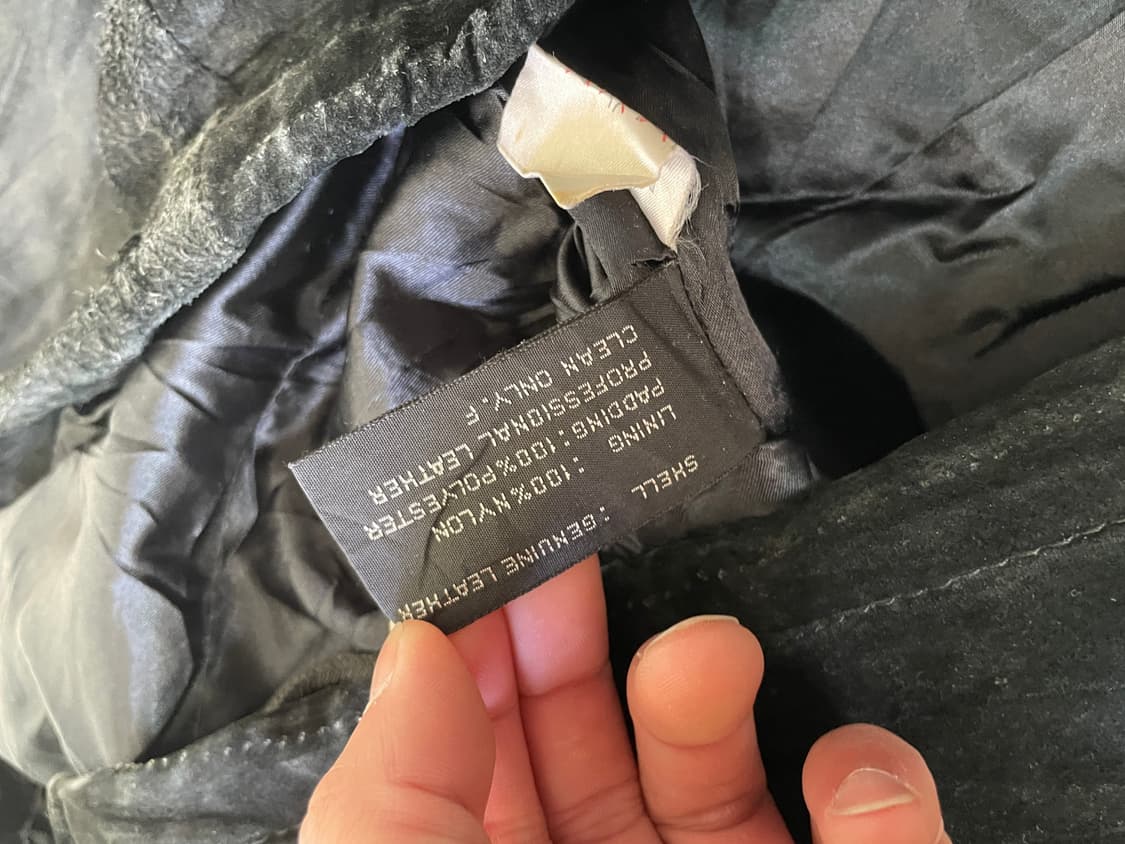 SHELL : GENUINE LEATHER
LINING : 100%NYLON
PADDING:100%POLYESTER
PROFESSIONAL LEATHER
CLEAN ONLY.F